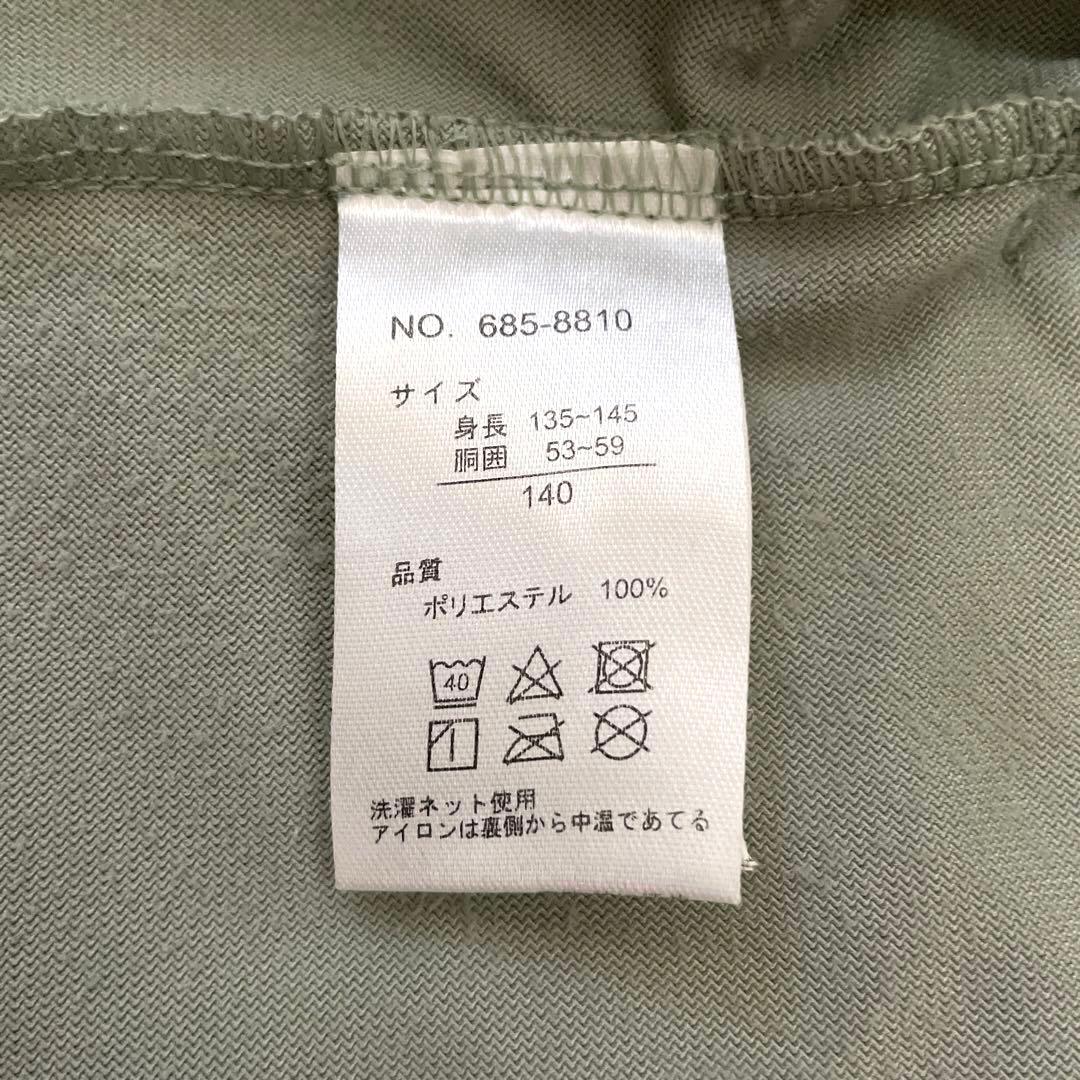 NO. 685-8810
サイズ
身長 135~145
胴囲 53~59
140
品質
ポリエステル 100%
40
洗濯ネット使用
アイロンは裏側から中温であてる